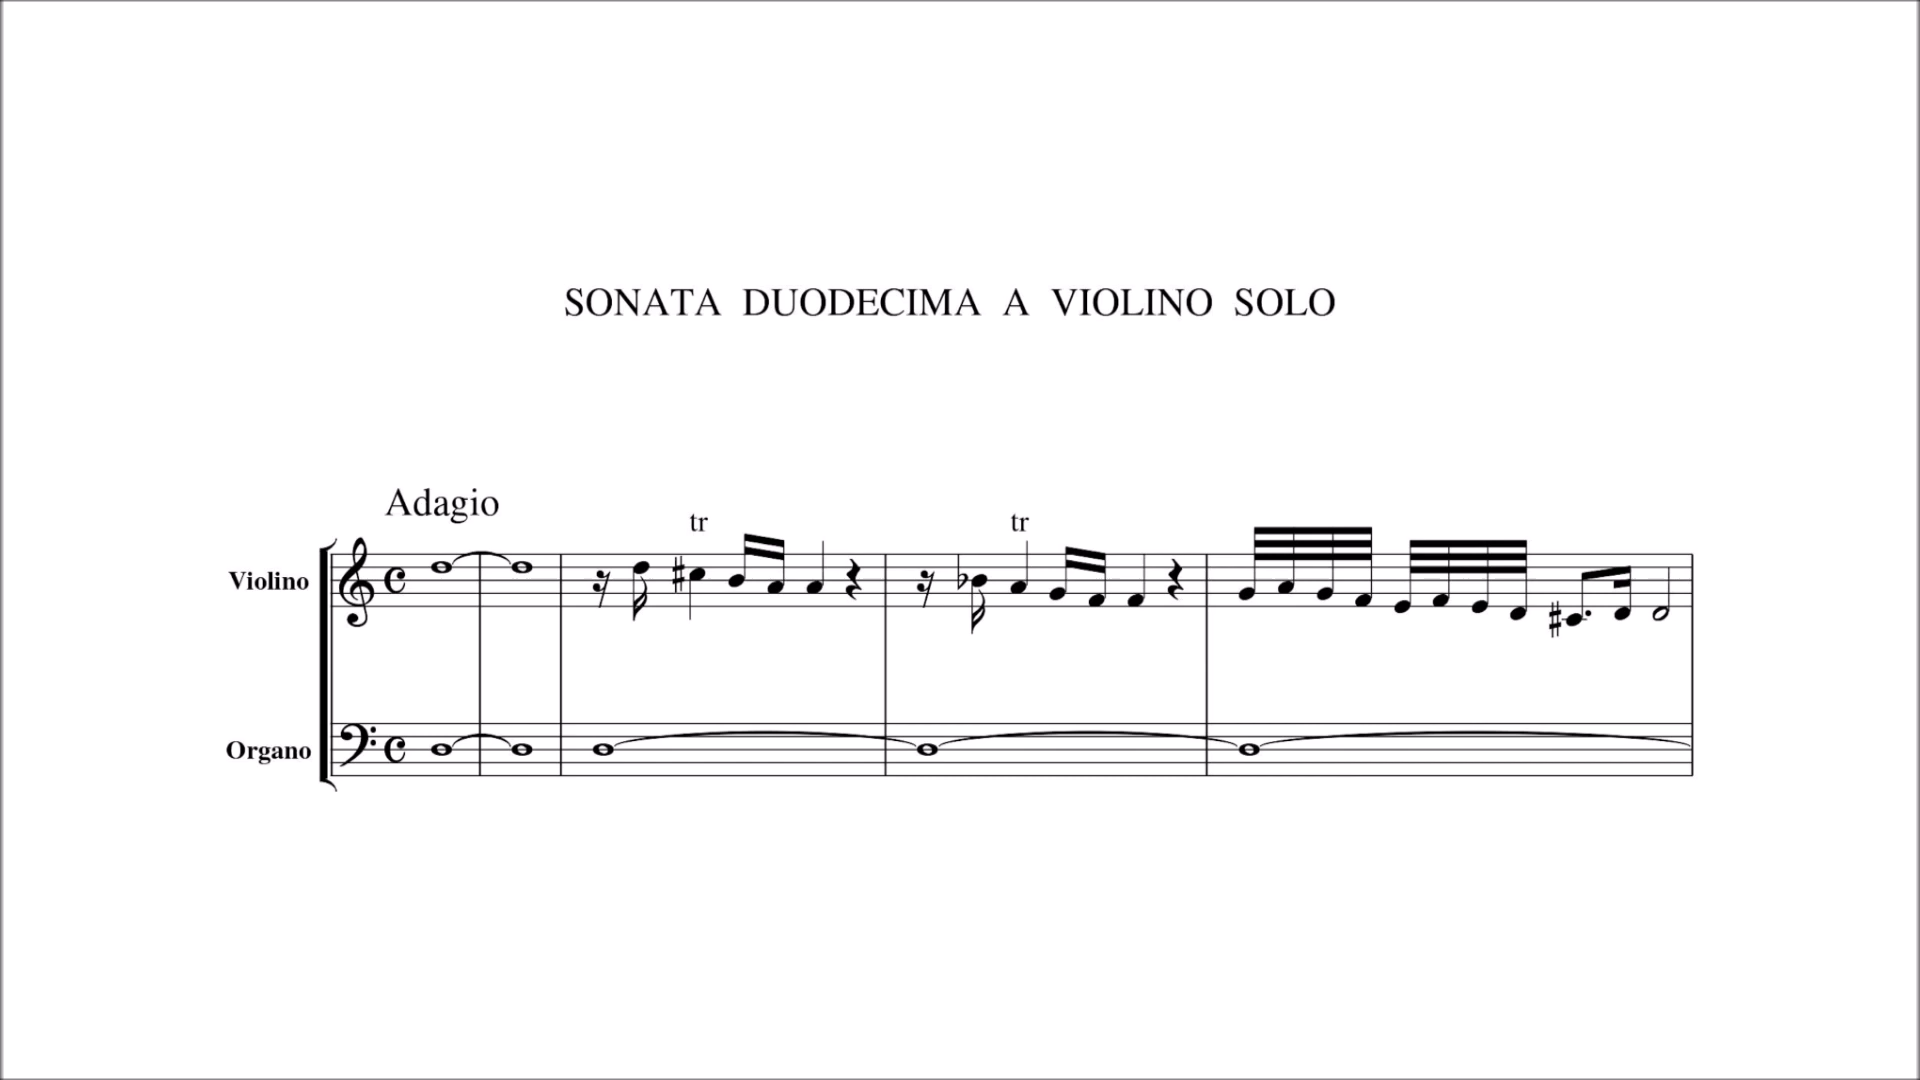 SONATA DUODECIMA A VIOLINO SOLO
Adagio
tr tr
Violino
Organo